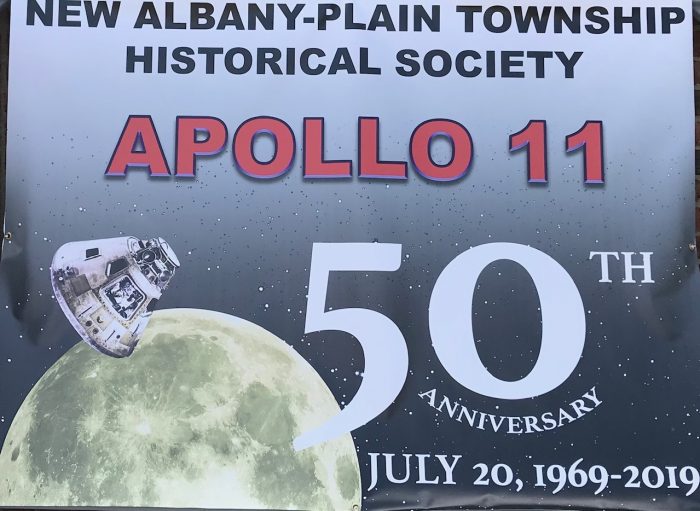 NEW ALBANY-PLAIN TOWNSHIP
HISTORICAL SOCIETY
APOLLO 11
50TH
ANNIVERSARY
JULY 20, 1969-2019